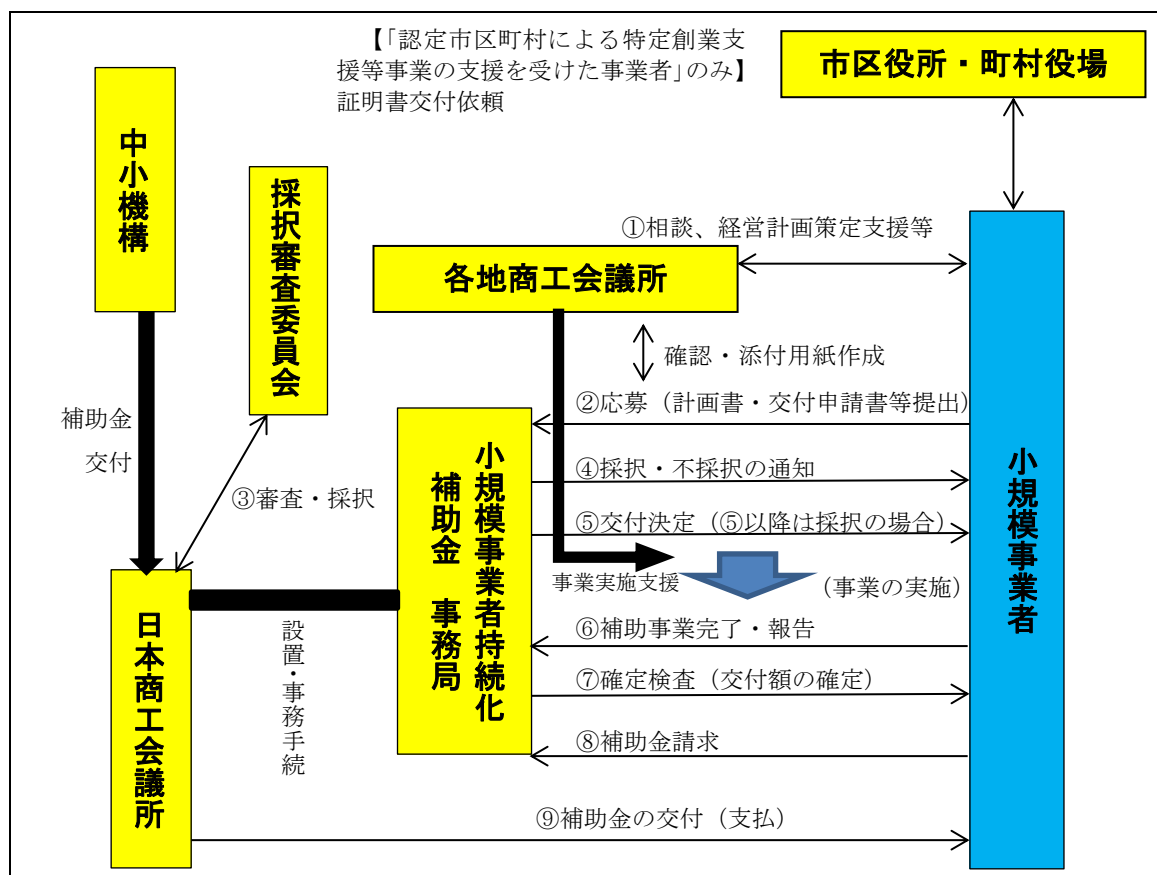 【「認定市区町村による特定創業支
援等事業の支援を受けた事業者」のみ】
証明書交付依頼
市区役所・町村役場
中小機構
採択審査委員会
①相談、経営計画策定支援等
各地商工会議所
確認・添付用紙作成
②応募（計画書・交付申請書等提出）
補助金
交付
③審査・採択
小規模事業者持続化
補助金　事務局
④採択・不採択の通知
⑤交付決定（⑤以降は採択の場合）
事業実施支援
（事業の実施）
小規模事業者
⑥補助事業完了・報告
⑦確定検査（交付額の確定）
⑧補助金請求
日本商工会議所
設置・事務手続
⑨補助金の交付（支払）